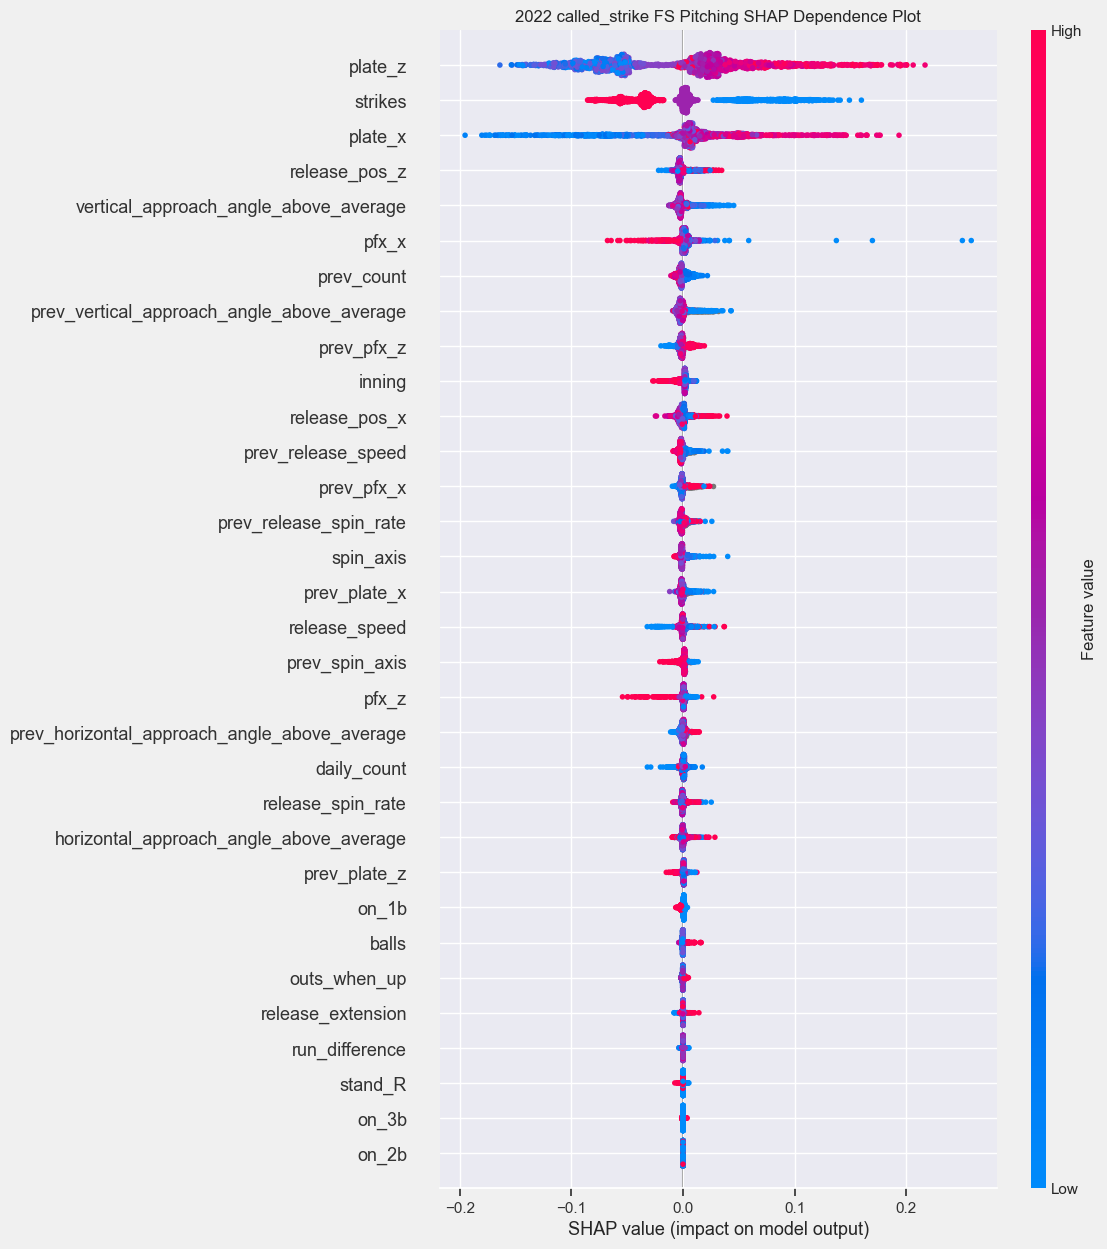 2022 called_strike FS Pitching SHAP Dependence Plot
High
plate_z
strikes
plate_x
release_pos_z
vertical_approach_angle_above_average
pfx_x
prev_count
prev_vertical_approach_angle_above_average
prev_pfx_z
inning
release_pos_x
prev_release_speed
prev_pfx_x
prev_release_spin_rate
spin_axis
prev_plate_x
release_speed
prev_spin_axis
pfx_z
prev_horizontal_approach_angle_above_average
daily_count
release_spin_rate
horizontal_approach_angle_above_average
prev_plate_z
on_1b
balls
outs_when_up
release_extension
run_difference
stand_R
on_3b
on_2b
Feature value
Low
−0.2 −0.1 0.0 0.1 0.2
SHAP value (impact on model output)